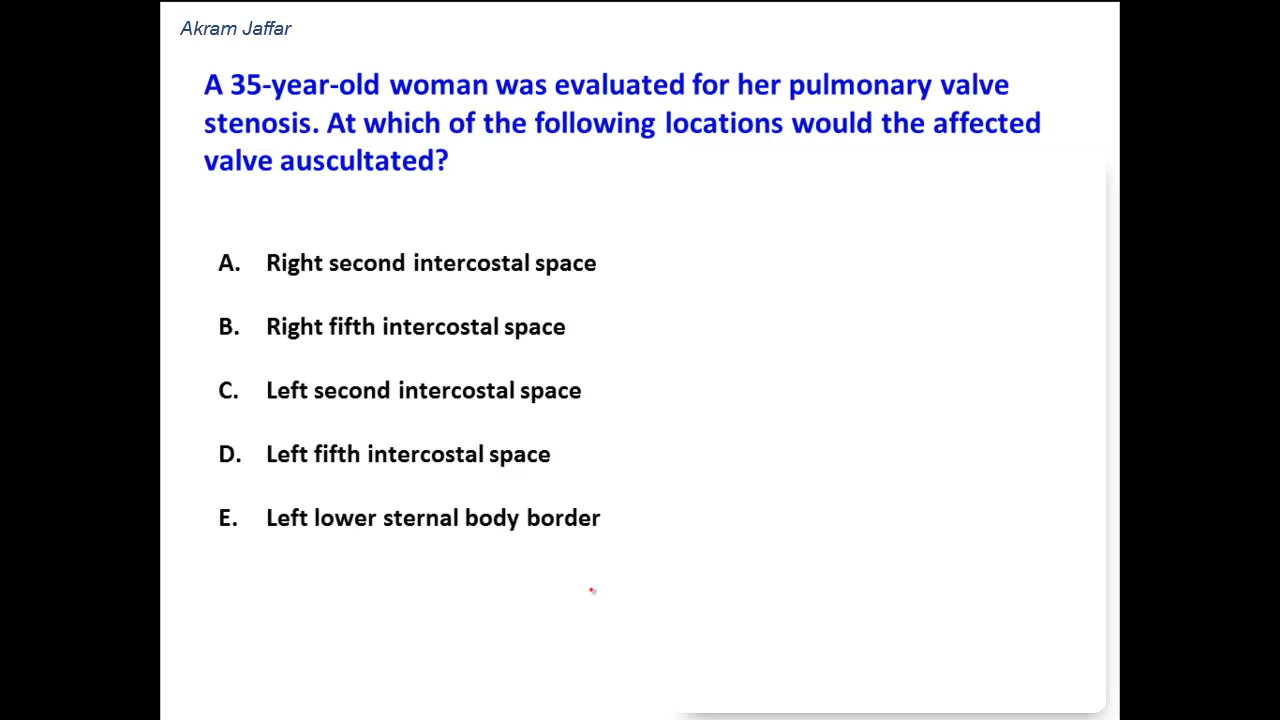 Akram Jaffar
A 35-year-old woman was evaluated for her pulmonary valve
stenosis. At which of the following locations would the affected
valve auscultated?
A. Right second intercostal space
B. Right fifth intercostal space
C. Left second intercostal space
D. Left fifth intercostal space
E. Left lower sternal body border